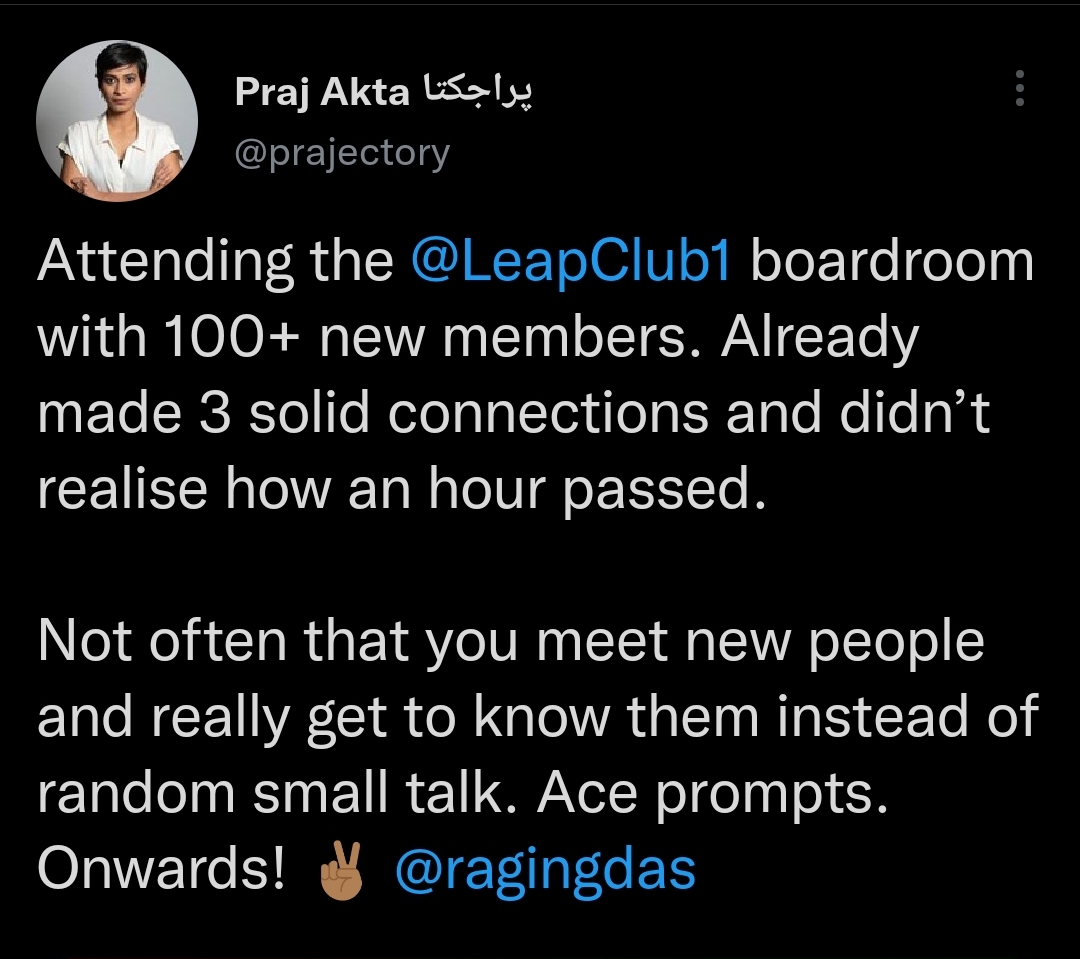 Praj Akta پراجکتا
@prajectory
Attending the @LeapClub1 boardroom
with 100+ new members. Already
made 3 solid connections and didn’t
realise how an hour passed.
Not often that you meet new people
and really get to know them instead of
random small talk. Ace prompts.
Onwards! ✌🏽 @ragingdas